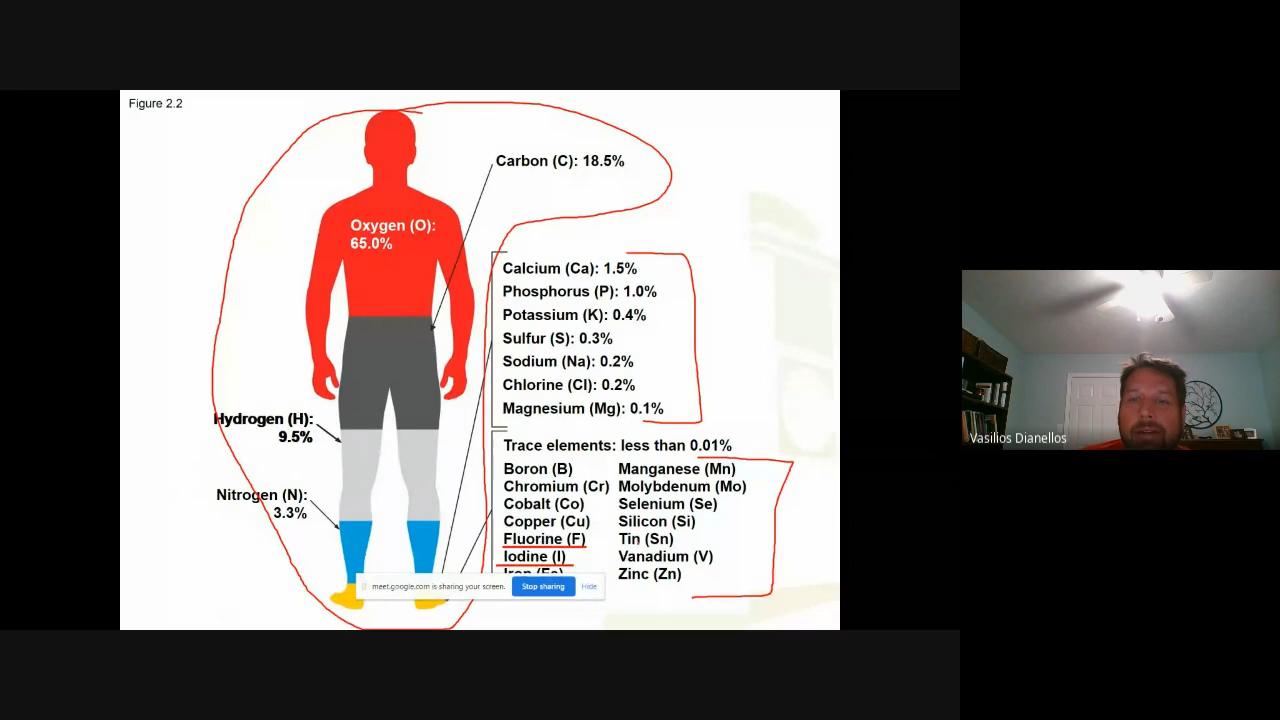 Figure 2.2
Carbon (C): 18.5%
Oxygen (O):
65.0%
Calcium (Ca): 1.5%
Phosphorus (P): 1.0%
Potassium (K): 0.4%
Sulfur (S): 0.3%
Sodium (Na): 0.2%
Chlorine (Cl): 0.2%
Magnesium (Mg): 0.1%
Hydrogen (H):
9.5%
Nitrogen (N):
3.3%
Trace elements: less than 0.01%
Boron (B)
Chromium (Cr)
Cobalt (Co)
Copper (Cu)
Fluorine (F)
Iodine (I)
Iron (Fe)
Manganese (Mn)
Molybdenum (Mo)
Selenium (Se)
Silicon (Si)
Tin (Sn)
Vanadium (V)
Zinc (Zn)
meet.google.com is sharing your screen.
Stop sharing
Hide
Vasilios Dianellos